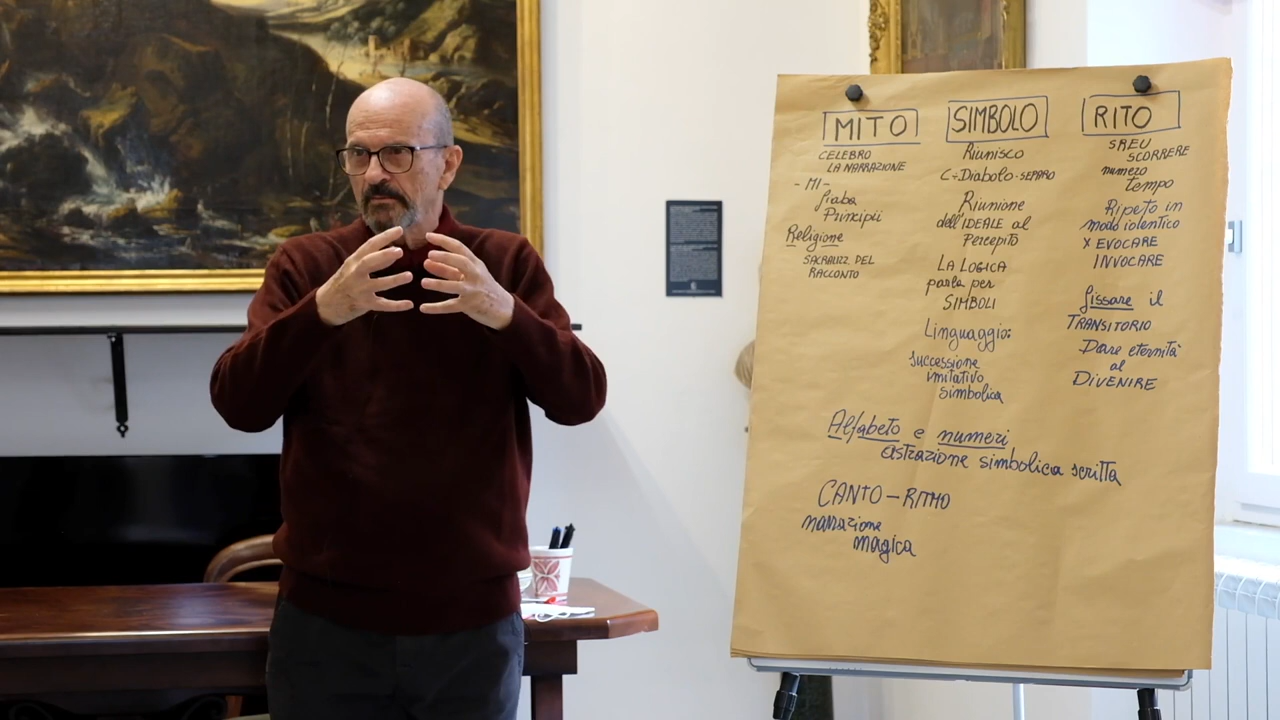 MITO
CELEBRO
LA NARRAZIONE
- MI -
fiaba
Principii
Religione
SACRALIZZ. DEL
RACCONTO
SIMBOLO
Riunisco
C÷Diabolo-SEPARO
Riunione
dell'IDEALE al
Percepito
LA LOGICA
parla per
SIMBOLI
Linguaggio:
successione
imitativo
simbolica
RITO
SREU
SCORRERE
numero
tempo
Ripeto in
modo identico
X EVOCARE
INVOCARE
fissare il
TRANSITORIO
Dare eternità
al
DIVENIRE
Alfabeto e numeri
astrazione simbolica scritta
CANTO-RITMO
narrazione
magica